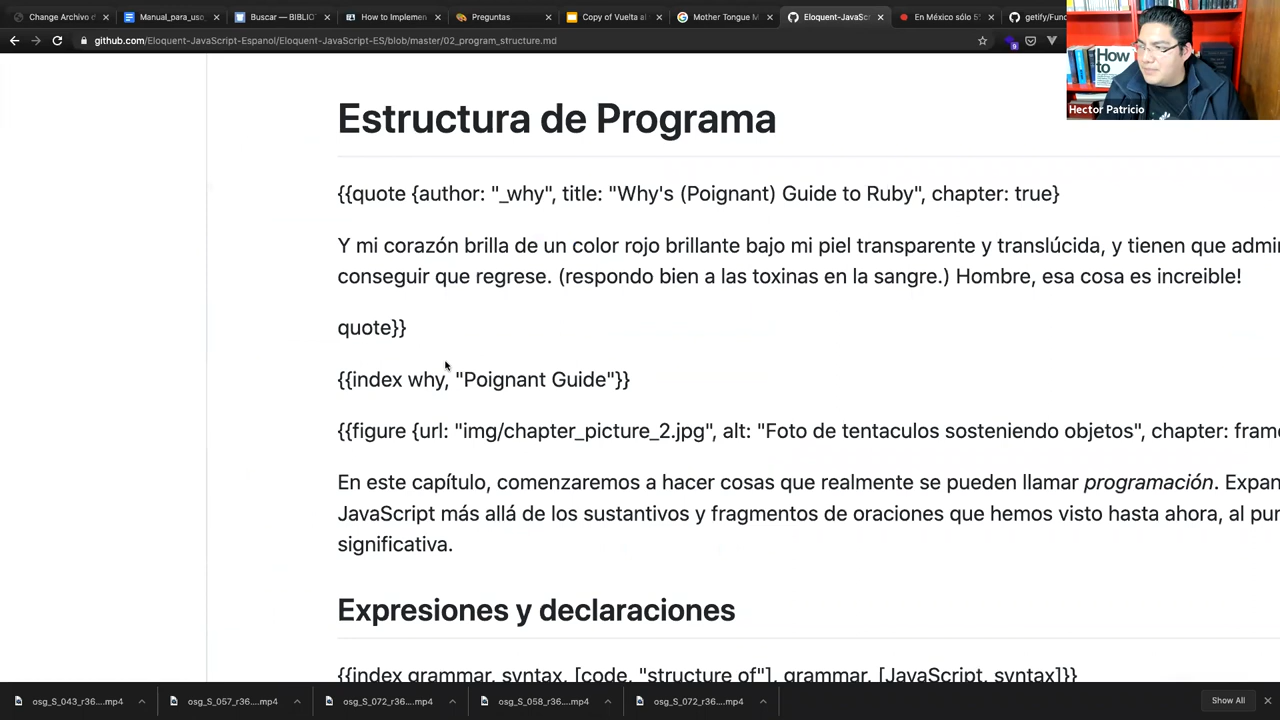 Change Archivo d
Manual_para_uso_
Buscar — BIBLIOT
How to Implemen
Preguntas
Copy of Vuelta al
Mother Tongue M
Eloquent-JavaScri
En México sólo 5
getify/Func
github.com/Eloquent-JavaScript-Espanol/Eloquent-JavaScript-ES/blob/master/02_program_structure.md
9
How
to
Hector Patricio
Estructura de Programa
{{quote {author: "_why", title: "Why's (Poignant) Guide to Ruby", chapter: true}
Y mi corazón brilla de un color rojo brillante bajo mi piel transparente y translúcida, y tienen que admi
conseguir que regrese. (respondo bien a las toxinas en la sangre.) Hombre, esa cosa es increible!
quote}}
{{index why, "Poignant Guide"}}
{{figure {url: "img/chapter_picture_2.jpg", alt: "Foto de tentaculos sosteniendo objetos", chapter: fram
En este capítulo, comenzaremos a hacer cosas que realmente se pueden llamar programación. Expan
JavaScript más allá de los sustantivos y fragmentos de oraciones que hemos visto hasta ahora, al pu
significativa.
Expresiones y declaraciones
{{index grammar, syntax, [code, "structure of"], grammar, [JavaScript, syntax]}}
osg_S_043_r36....mp4
osg_S_057_r36....mp4
osg_S_072_r36....mp4
osg_S_058_r36....mp4
osg_S_072_r36....mp4
Show All